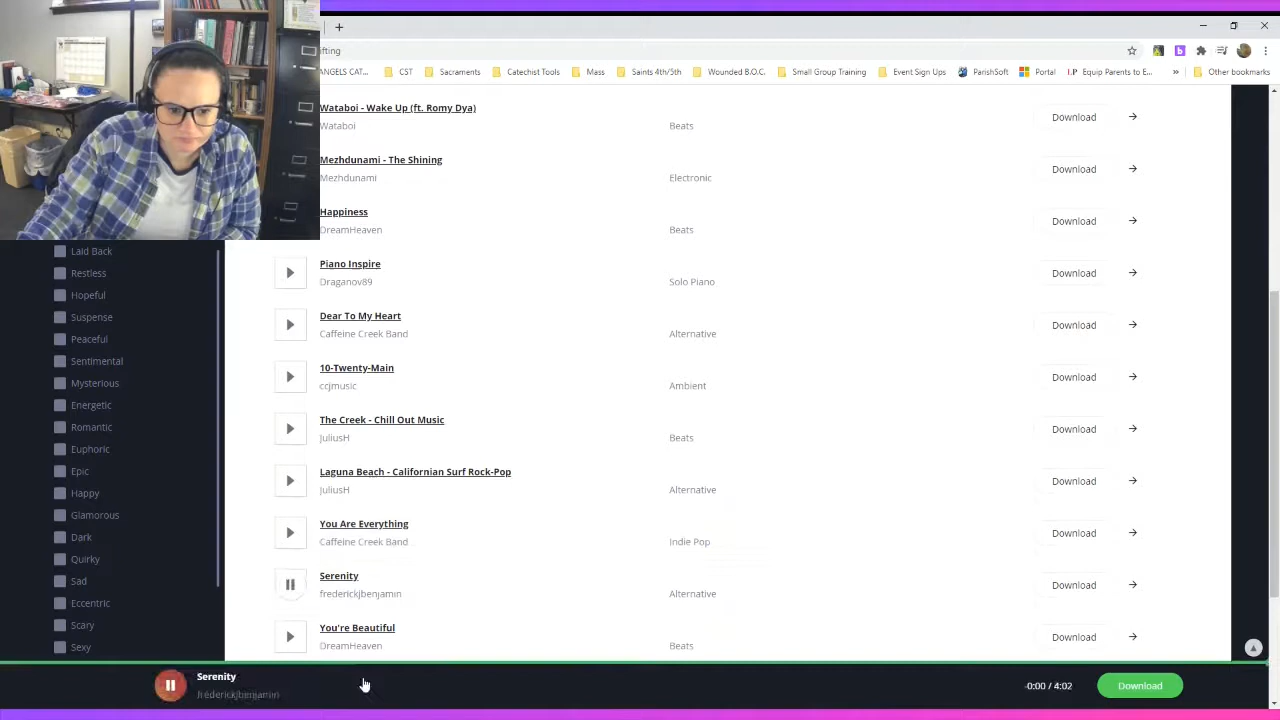 ifting
ANGELS CAT...
CST
Sacraments
Catechist Tools
Mass
Saints 4th/5th
Wounded B.O.C.
Small Group Training
Event Sign Ups
ParishSoft
Portal
I.P Equip Parents to E...
»
Other bookmarks
Wataboi - Wake Up (ft. Romy Dya)
Wataboi
Beats
Download
Mezhdunami - The Shining
Mezhdunami
Electronic
Download
Happiness
DreamHeaven
Beats
Download
Piano Inspire
Draganov89
Solo Piano
Download
Dear To My Heart
Caffeine Creek Band
Alternative
Download
10-Twenty-Main
ccjmusic
Ambient
Download
The Creek - Chill Out Music
JuliusH
Beats
Download
Laguna Beach - Californian Surf Rock-Pop
JuliusH
Alternative
Download
You Are Everything
Caffeine Creek Band
Indie Pop
Download
Serenity
frederickjbenjamin
Alternative
Download
You're Beautiful
DreamHeaven
Beats
Download
Laid Back
Restless
Hopeful
Suspense
Peaceful
Sentimental
Mysterious
Energetic
Romantic
Euphoric
Epic
Happy
Glamorous
Dark
Quirky
Sad
Eccentric
Scary
Sexy
Serenity
frederickjbenjamin
-0:00 / 4:02
Download